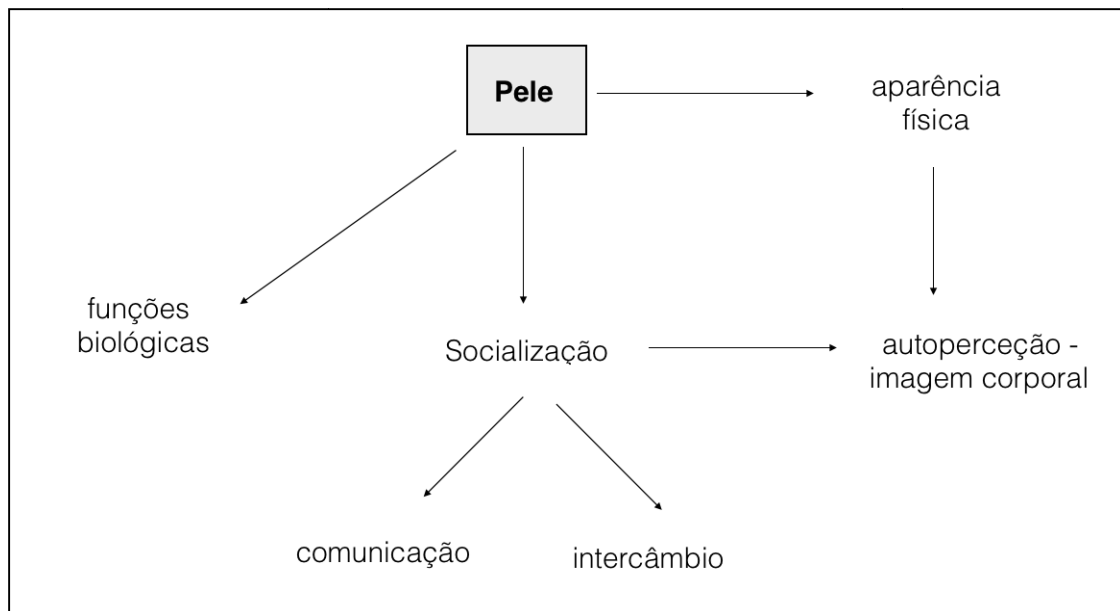 Pele
aparência
física
funções
biológicas
Socialização
autoperceção -
imagem corporal
comunicação
intercâmbio